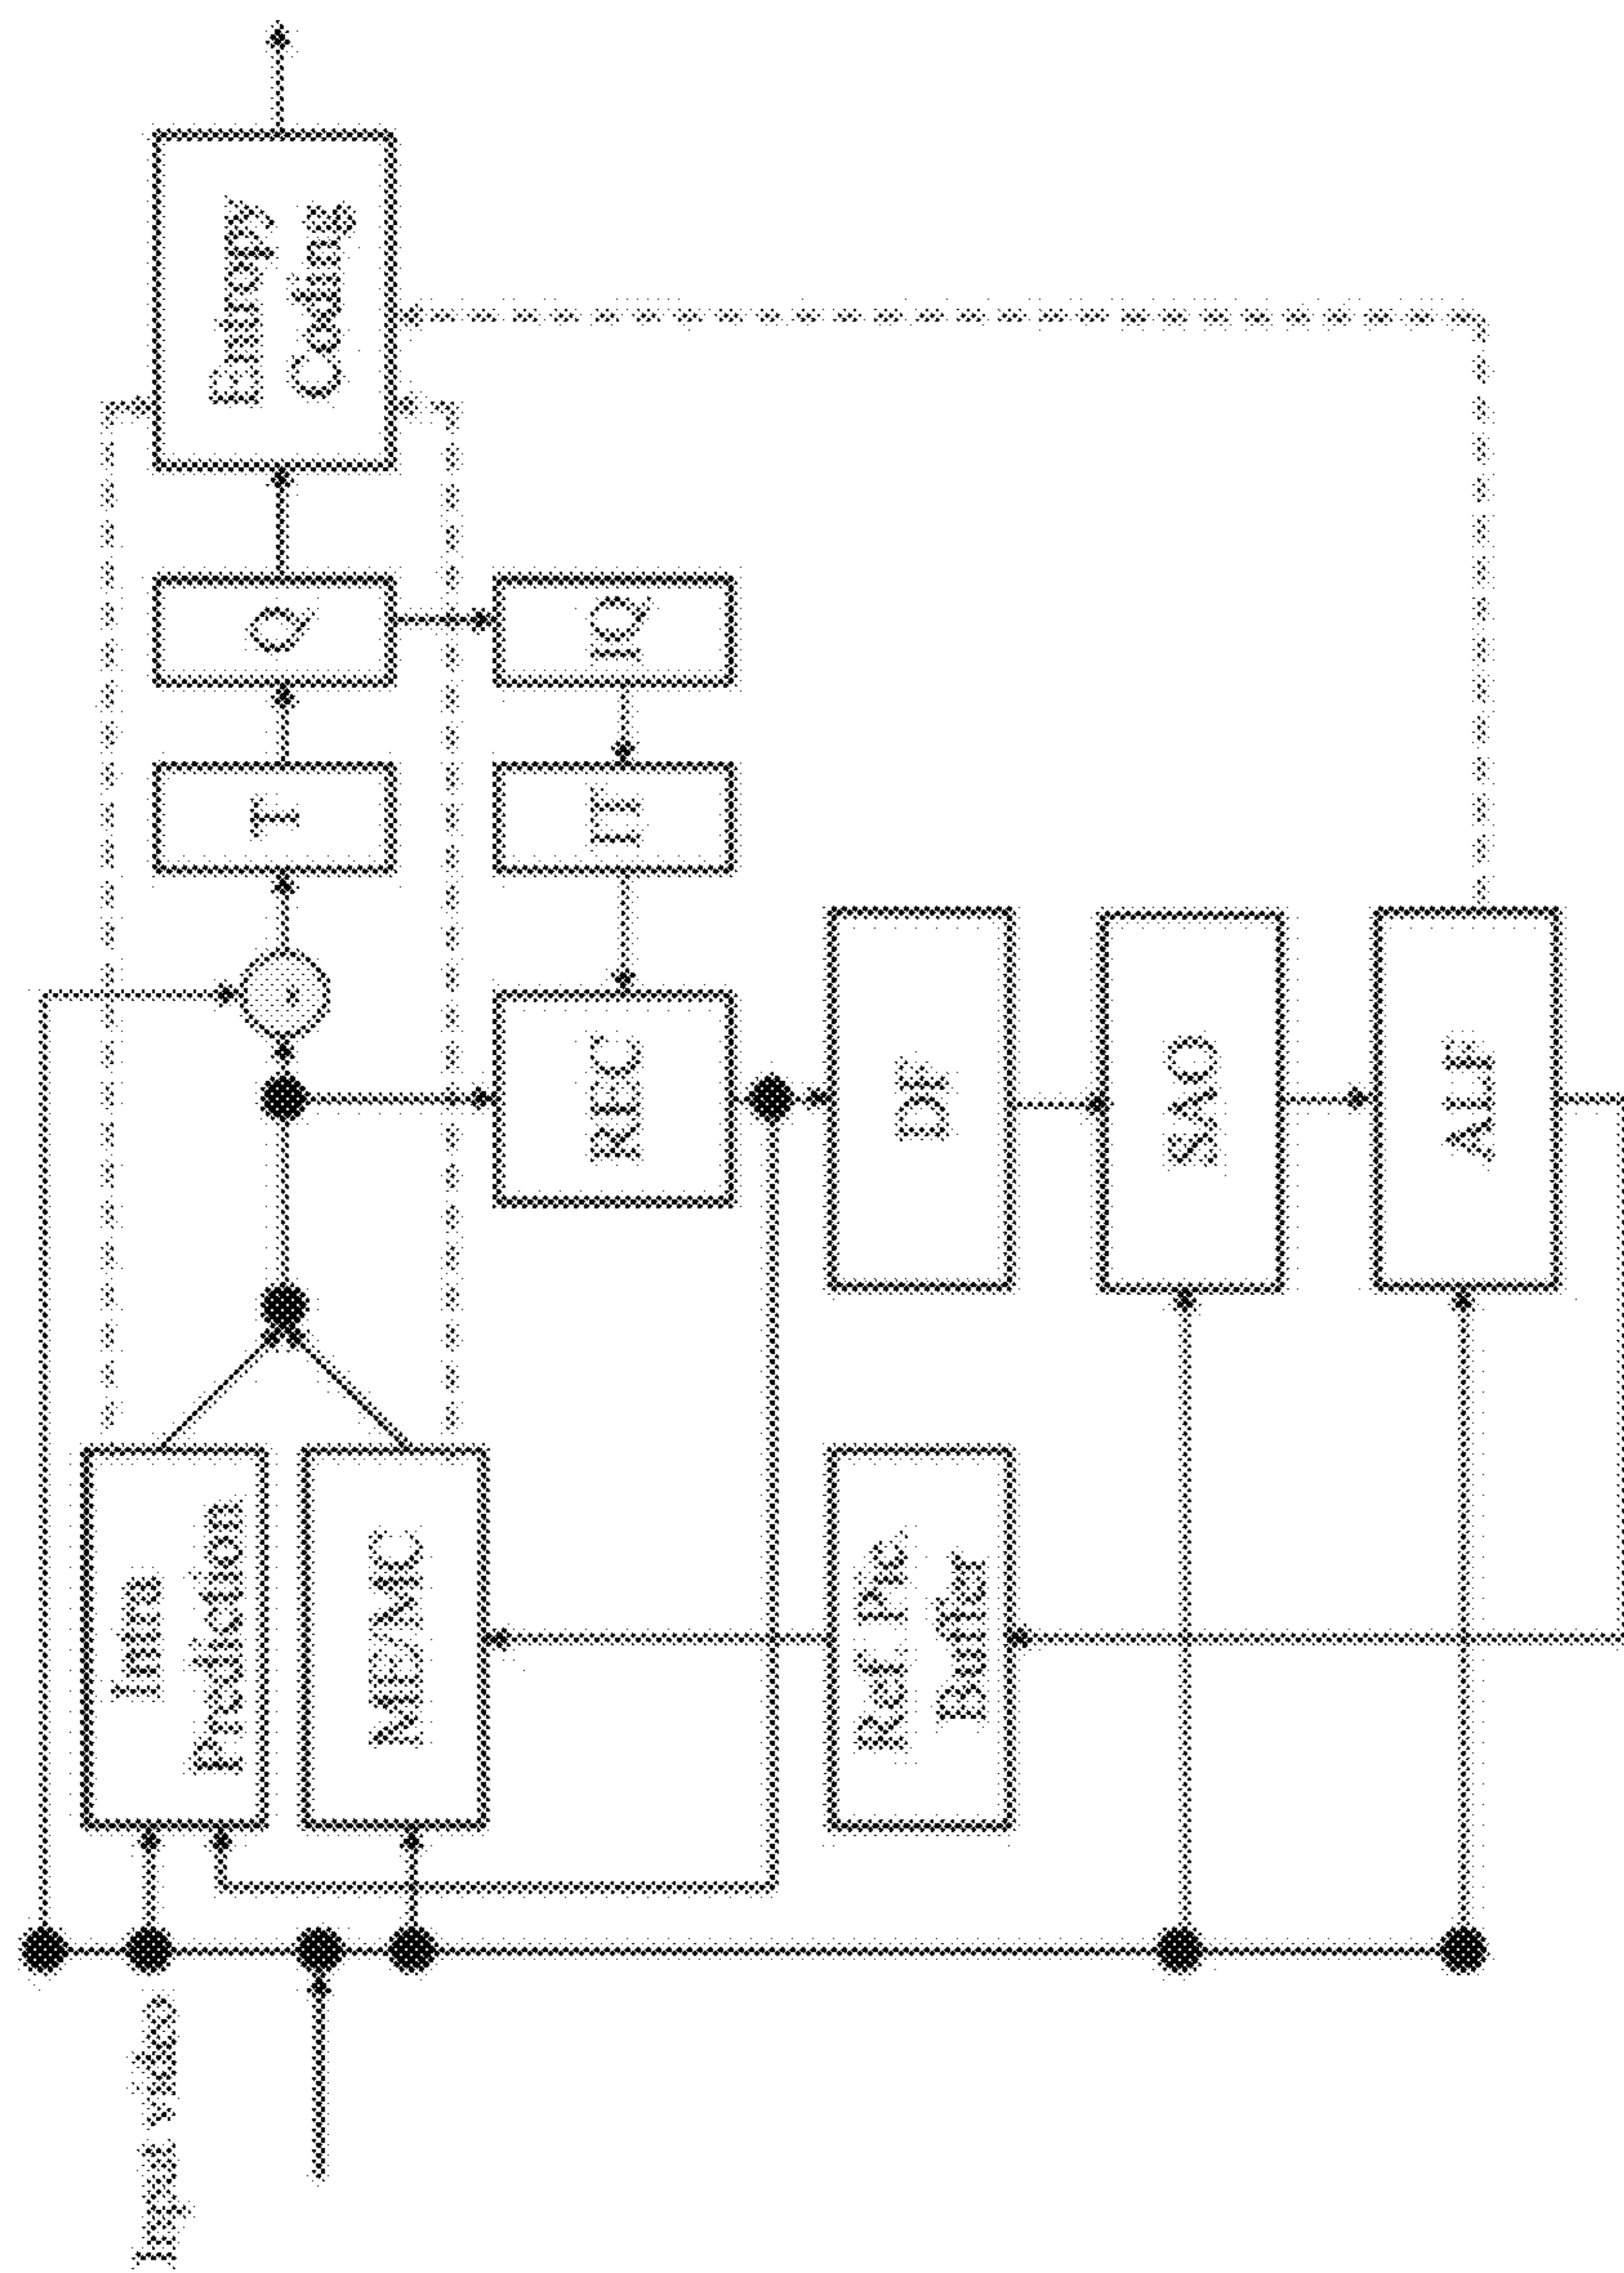 Input video
Intra
Prediction
ME/MC
-
T
Q
Entropy
Coding
REC
IT
IQ
Ref. Pic.
Buffer
DF
SAO
ALF